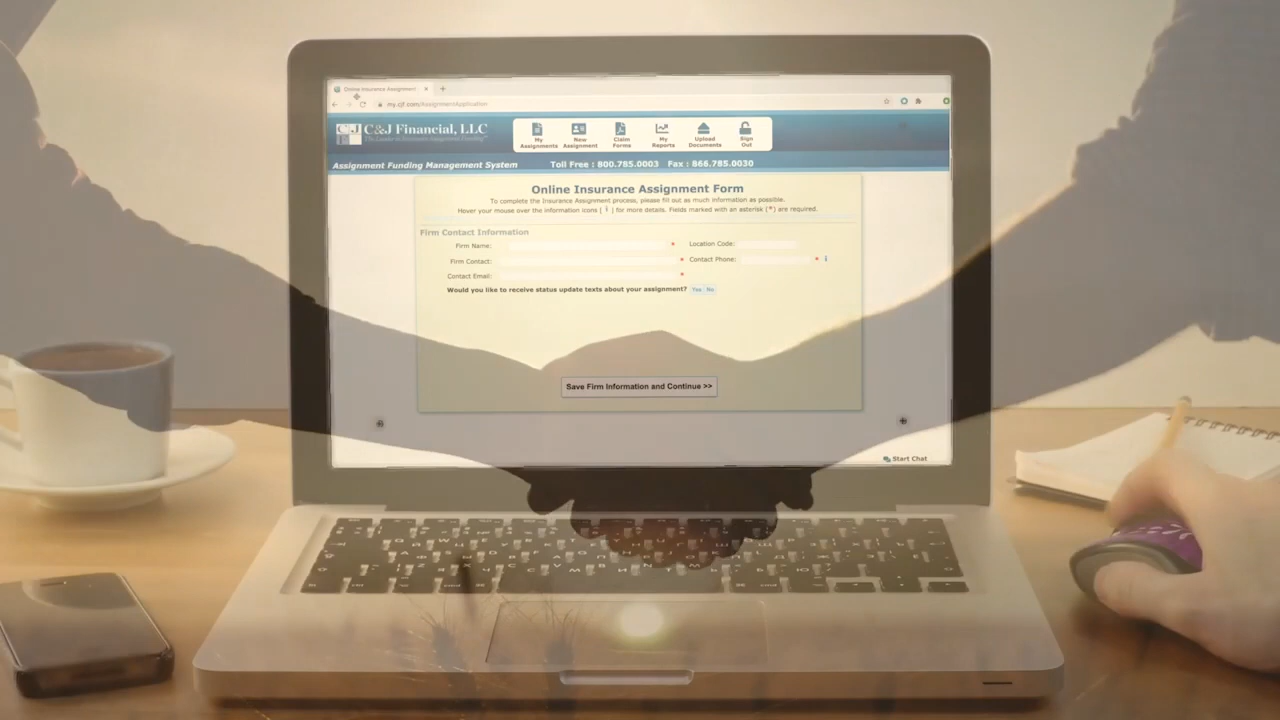 Online Insurance Assignment
my.cjf.com/AssignmentApplication
C&J
C&J Financial, LLC
My Assignments
New Assignment
Claim Forms
My Reports
Upload Documents
Sign Out
Assignment Funding Management System
Toll Free : 800.785.0003 Fax : 866.785.0030
Online Insurance Assignment Form
To complete the Insurance Assignment process, please fill out as much information as possible.
Hover your mouse over the information icons [ i ] for more details. Fields marked with an asterisk (*) are required.
Firm Contact Information
Firm Name: *
Location Code:
Firm Contact: *
Contact Phone: * i
Contact Email: *
Would you like to receive status update texts about your assignment? Yes No
Save Firm Information and Continue >>
Start Chat